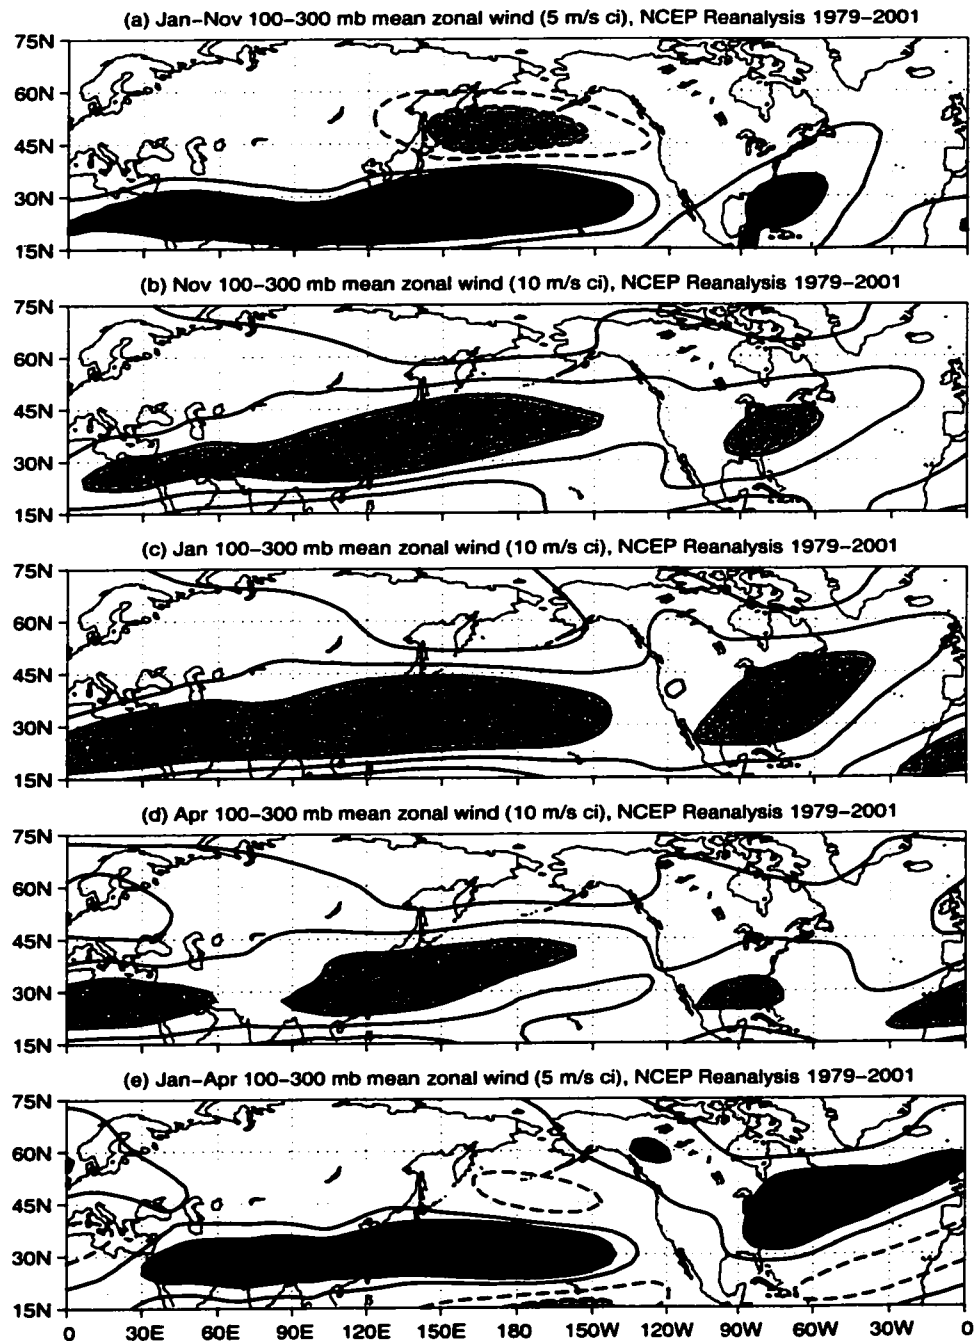 (a) Jan-Nov 100-300 mb mean zonal wind (5 m/s ci), NCEP Reanalysis 1979-2001
75N
60N
45N
30N
15N
(b) Nov 100-300 mb mean zonal wind (10 m/s ci), NCEP Reanalysis 1979-2001
75N
60N
45N
30N
15N
(c) Jan 100-300 mb mean zonal wind (10 m/s ci), NCEP Reanalysis 1979-2001
75N
60N
45N
30N
15N
(d) Apr 100-300 mb mean zonal wind (10 m/s ci), NCEP Reanalysis 1979-2001
75N
60N
45N
30N
15N
(e) Jan-Apr 100-300 mb mean zonal wind (5 m/s ci), NCEP Reanalysis 1979-2001
75N
60N
45N
30N
15N
0 30E 60E 90E 120E 150E 180 150W 120W 90W 60W 30W 0